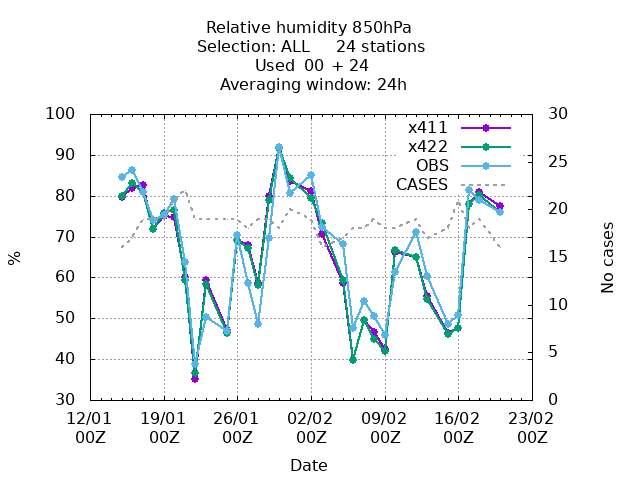 Relative humidity 850hPa
Selection: ALL     24 stations
Used  00 + 24
Averaging window: 24h
100
90
80
70
60
50
40
30
%
30
25
20
15
10
5
0
No cases
x411
x422
OBS
CASES
12/01 19/01 26/01 02/02 09/02 16/02 23/02
00Z 00Z 00Z 00Z 00Z 00Z 00Z
Date